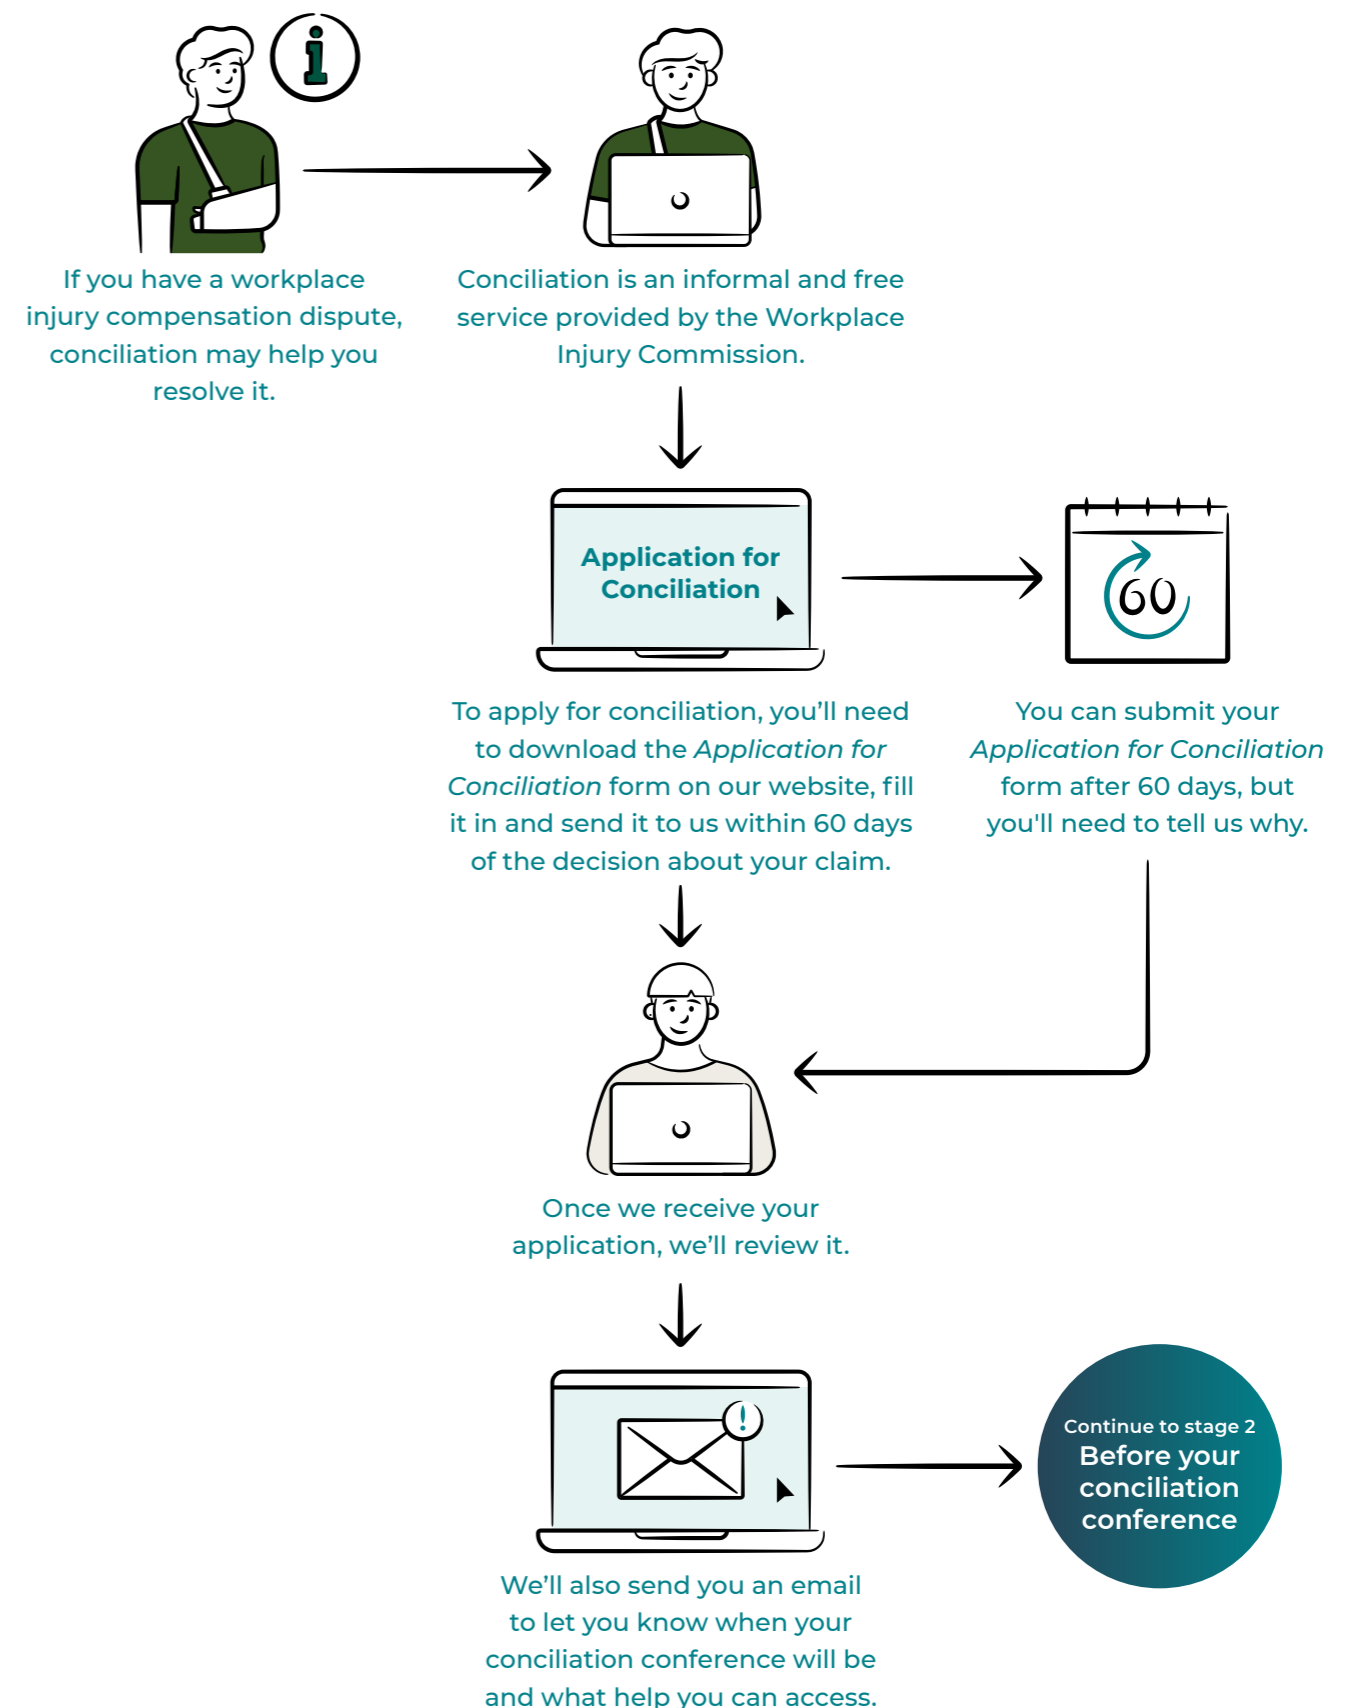 i
If you have a workplace
injury compensation dispute,
conciliation may help you
resolve it.
Conciliation is an informal and free
service provided by the Workplace
Injury Commission.
Application for
Conciliation
60
To apply for conciliation, you’ll need
to download the Application for
Conciliation form on our website, fill
it in and send it to us within 60 days
of the decision about your claim.
You can submit your
Application for Conciliation
form after 60 days, but
you'll need to tell us why.
Once we receive your
application, we’ll review it.
!
We’ll also send you an email
to let you know when your
conciliation conference will be
and what help you can access.
Continue to stage 2
Before your
conciliation
conference